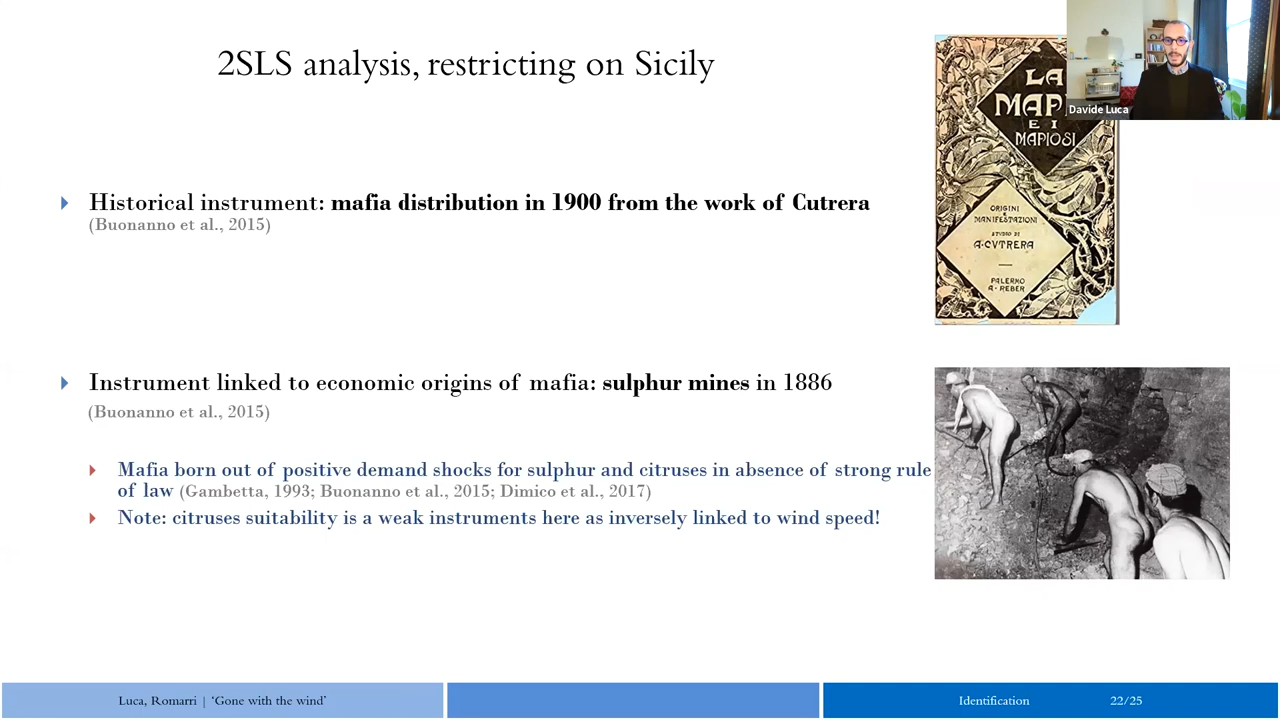 2SLS analysis, restricting on Sicily
Historical instrument: mafia distribution in 1900 from the work of Cutrera
(Buonanno et al., 2015)
Instrument linked to economic origins of mafia: sulphur mines in 1886
(Buonanno et al., 2015)
Mafia born out of positive demand shocks for sulphur and citruses in absence of strong rule
of law (Gambetta, 1993; Buonanno et al., 2015; Dimico et al., 2017)
Note: citruses suitability is a weak instruments here as inversely linked to wind speed!
LA
E I
MAFIOSI
ORIGINI
E
MANIFESTAZIONI
STVDIO DI
A·CVTRERA
PALERMO
A·REBER
Davide Luca
Luca, Romarri | ‘Gone with the wind’
Identification 22/25